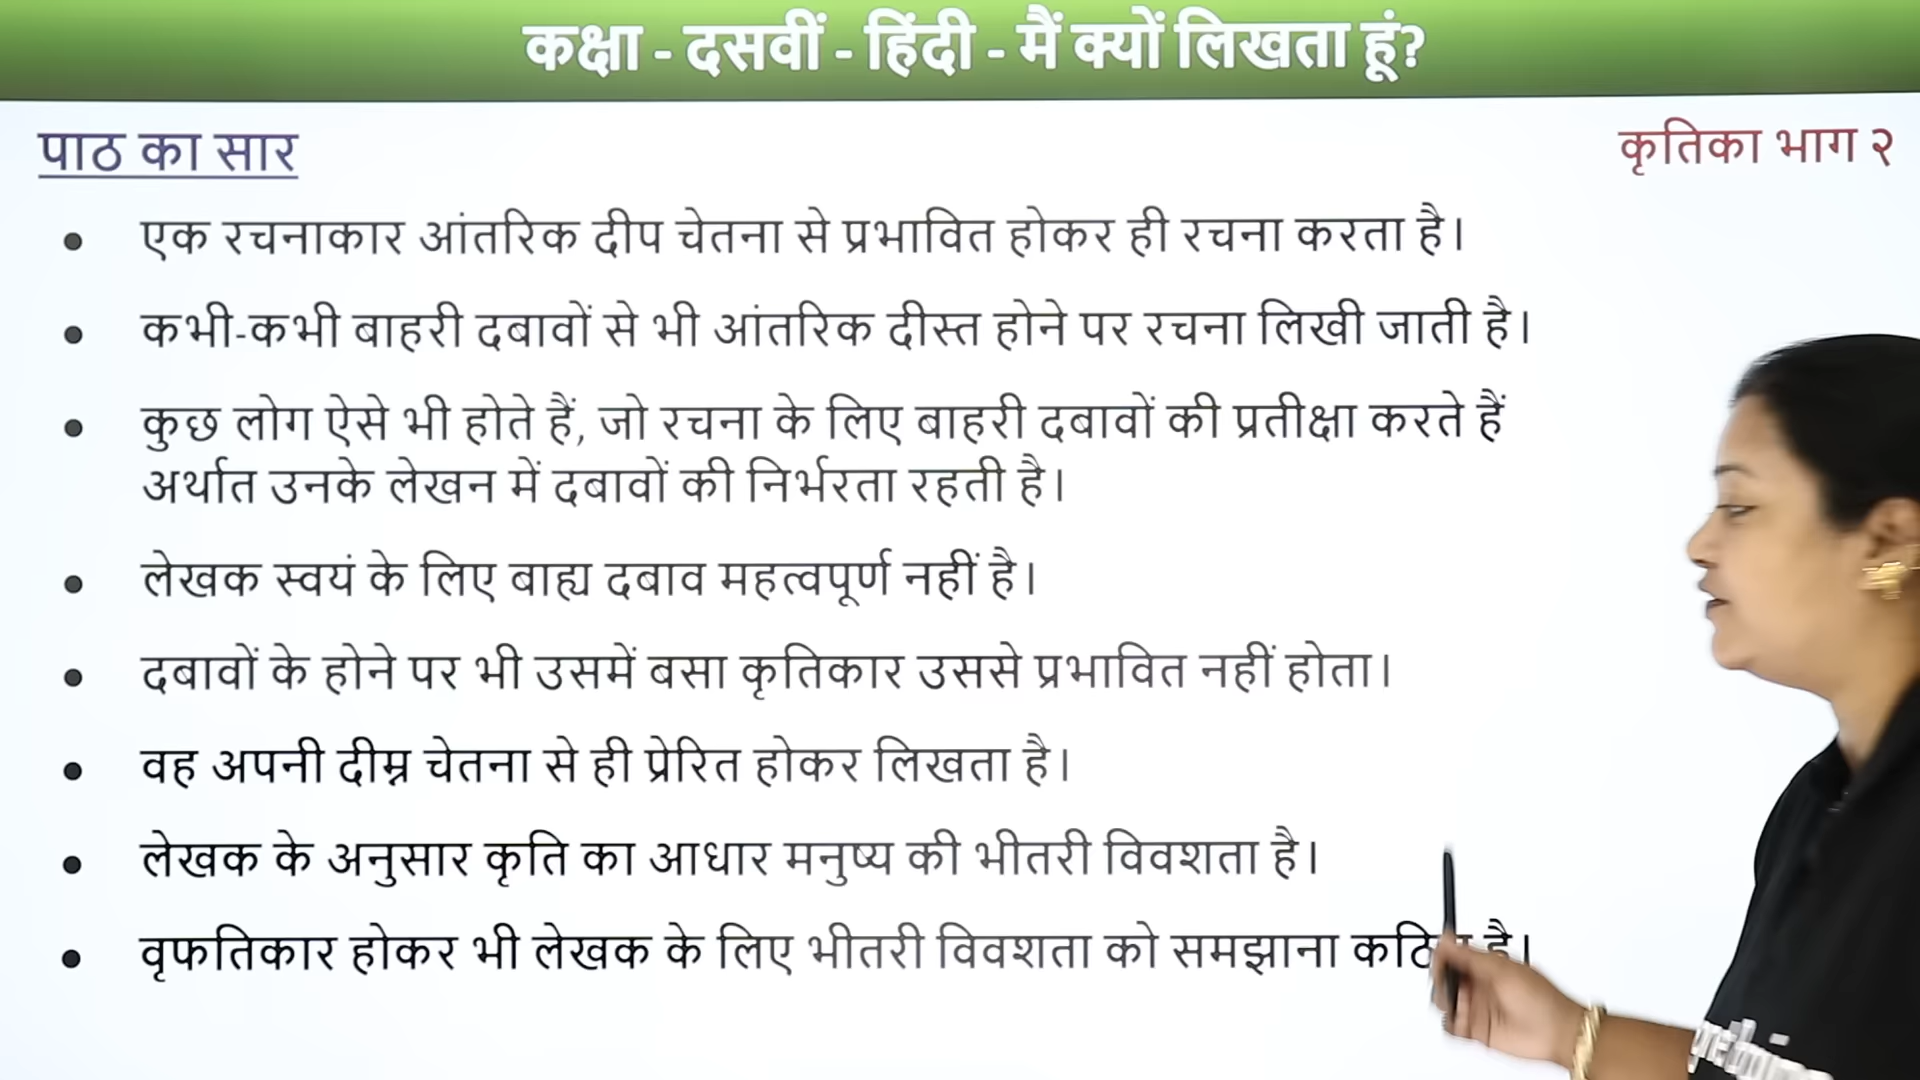 कक्षा - दसवीं - हिंदी - मैं क्यों लिखता हूं?
पाठ का सार
कृतिका भाग २
• एक रचनाकार आंतरिक दीप चेतना से प्रभावित होकर ही रचना करता है।
• कभी-कभी बाहरी दबावों से भी आंतरिक दीस्त होने पर रचना लिखी जाती है।
• कुछ लोग ऐसे भी होते हैं, जो रचना के लिए बाहरी दबावों की प्रतीक्षा करते हैं
अर्थात उनके लेखन में दबावों की निर्भरता रहती है।
• लेखक स्वयं के लिए बाह्य दबाव महत्वपूर्ण नहीं है।
• दबावों के होने पर भी उसमें बसा कृतिकार उससे प्रभावित नहीं होता।
• वह अपनी दीम्न चेतना से ही प्रेरित होकर लिखता है।
• लेखक के अनुसार कृति का आधार मनुष्य की भीतरी विवशता है।
• वृफतिकार होकर भी लेखक के लिए भीतरी विवशता को समझाना है।